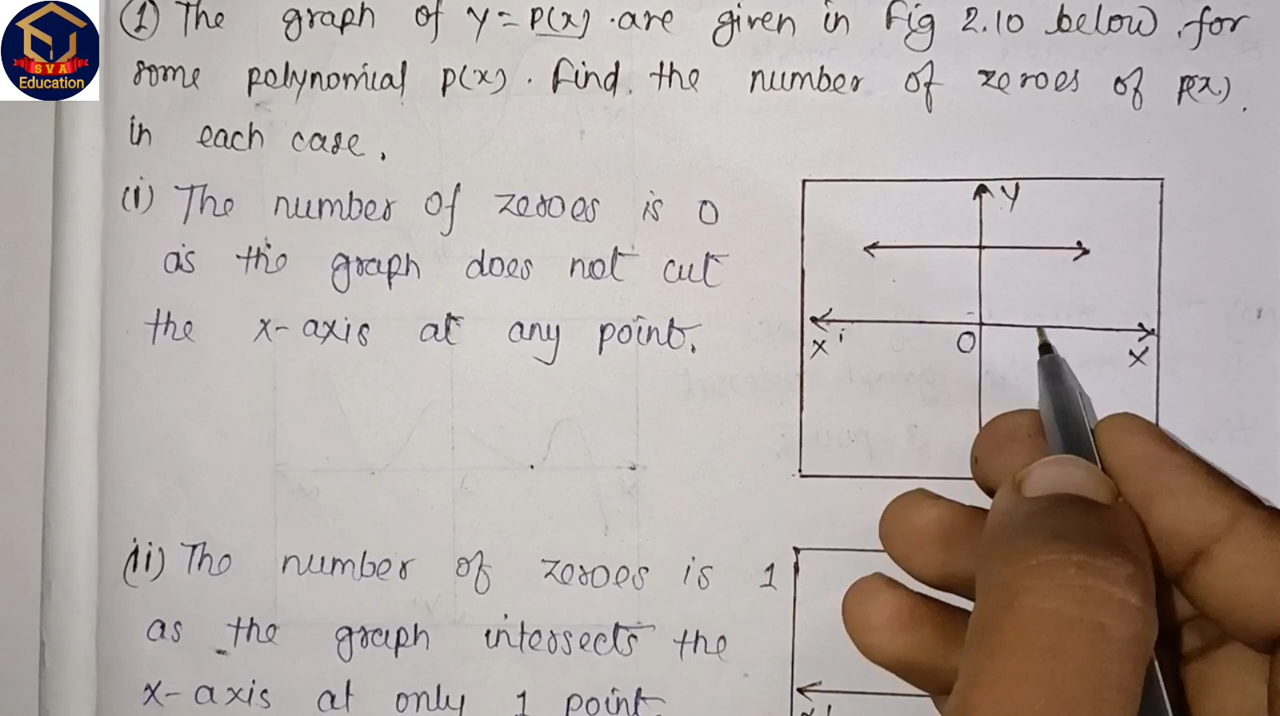 SVA
Education
① The graph of y = p(x) .are given in Fig 2.10 below, for
some polynomial p(x). Find. the number of zeroes of p(x).
in each case.
(i) The number of zeroes is 0
as the graph does not cut
the x-axis at any point.
Y
X' O X
(ii) The number of zeroes is 1
as the graph intersects the
x-axis at only 1 point.
X'